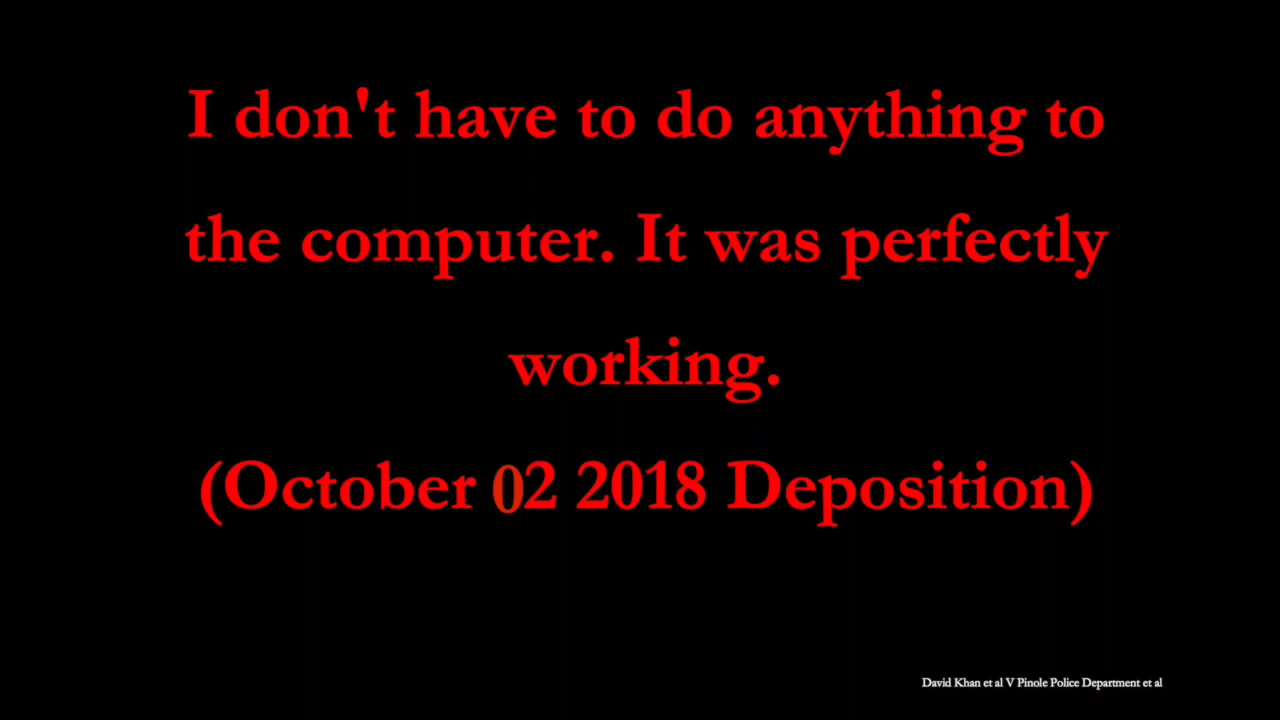 I don't have to do anything to
the computer. It was perfectly
working.
(October 02 2018 Deposition)
David Khan et al V Pinole Police Department et al